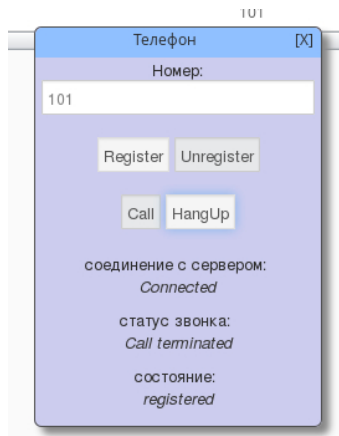 101
Телефон [X]
Номер:
101
Register Unregister
Call HangUp
соединение с сервером:
Connected
статус звонка:
Call terminated
состояние:
registered